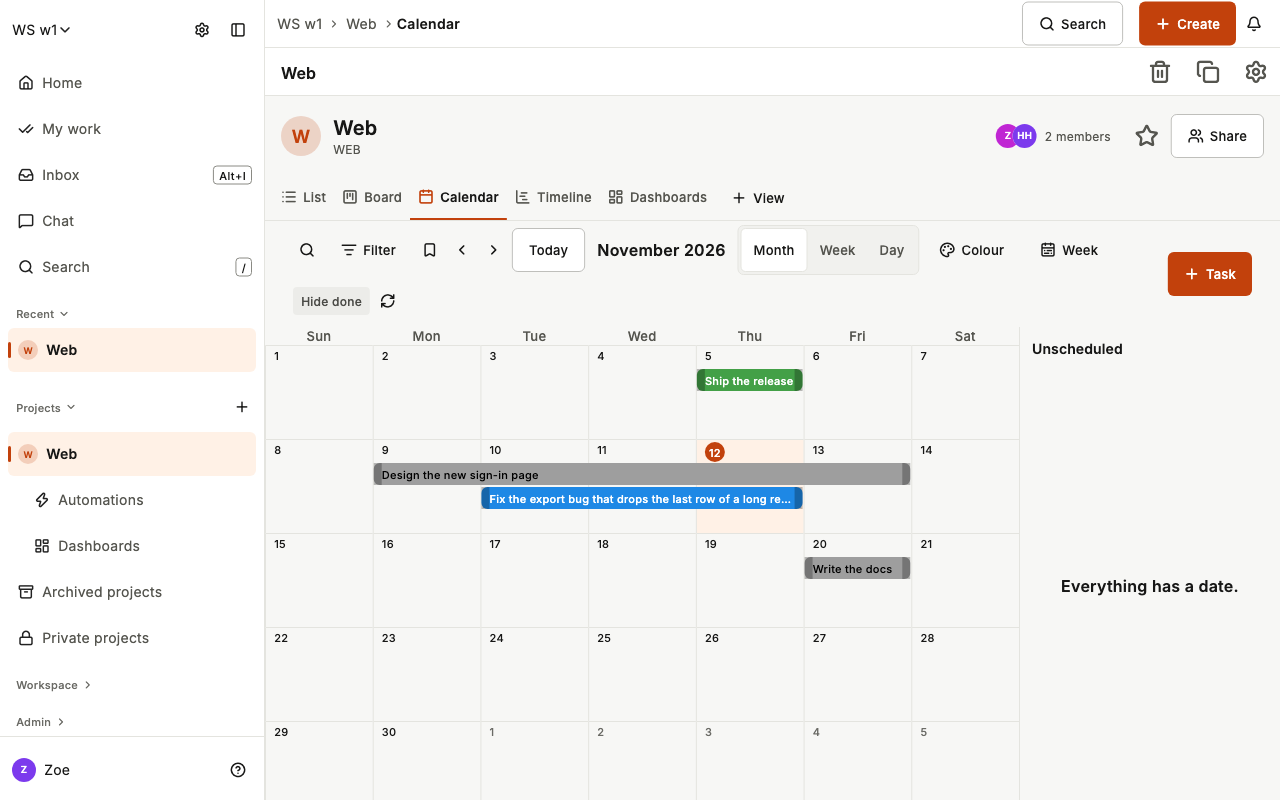 WS w1
Home
My work
Inbox Alt+I
Chat
Search /
Recent
W Web
Projects
W Web
Automations
Dashboards
Archived projects
Private projects
Workspace
Admin
Z Zoe
WS w1 Web Calendar
Search Create
Web
W Web
WEB
Z HH 2 members Share
List Board Calendar Timeline Dashboards View
Filter Today November 2026 Month Week Day Colour Week
Task
Hide done
Sun Mon Tue Wed Thu Fri Sat
Unscheduled
1 2 3 4 5 6 7
Ship the release
8 9 10 11 12 13 14
Design the new sign-in page
Fix the export bug that drops the last row of a long re...
15 16 17 18 19 20 21
Write the docs
Everything has a date.
22 23 24 25 26 27 28
29 30 1 2 3 4 5